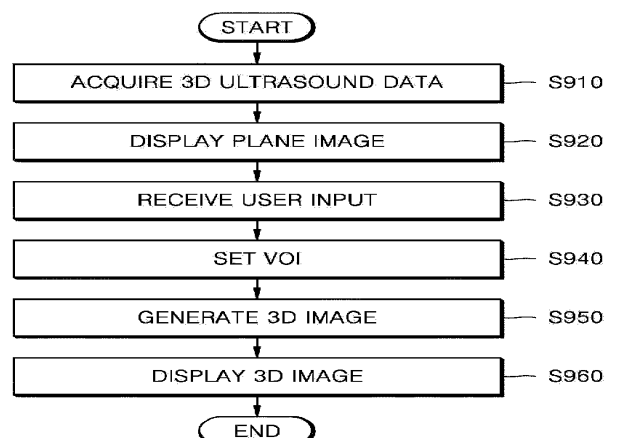 START
ACQUIRE 3D ULTRASOUND DATA S910
DISPLAY PLANE IMAGE S920
RECEIVE USER INPUT S930
SET VOI S940
GENERATE 3D IMAGE S950
DISPLAY 3D IMAGE S960
END